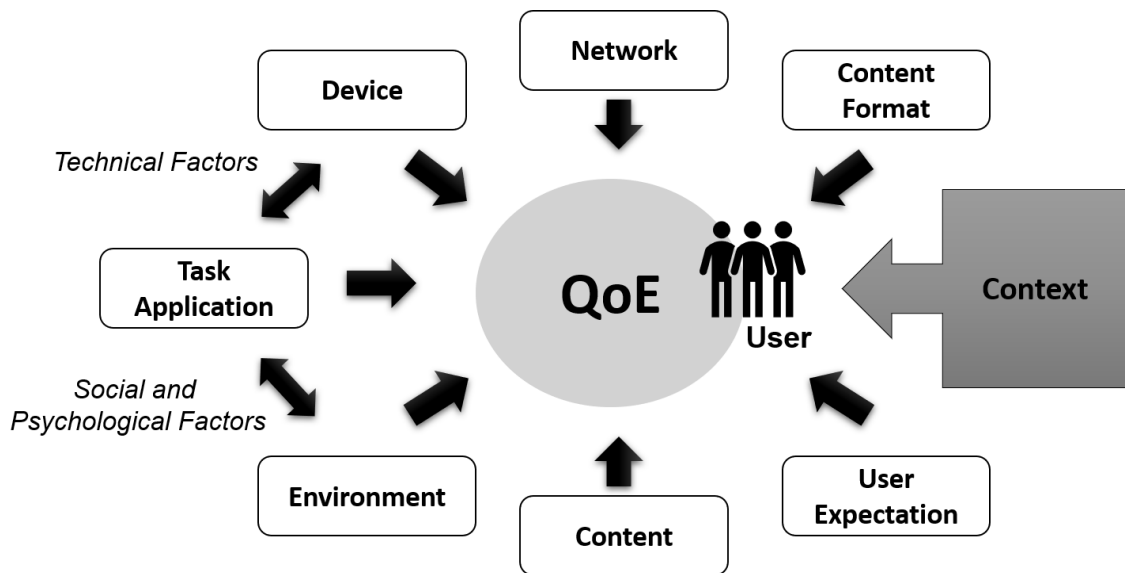 Network
Device
Content
Format
Technical Factors
Task
Application
QoE
User
Context
Social and
Psychological Factors
Environment
Content
User
Expectation